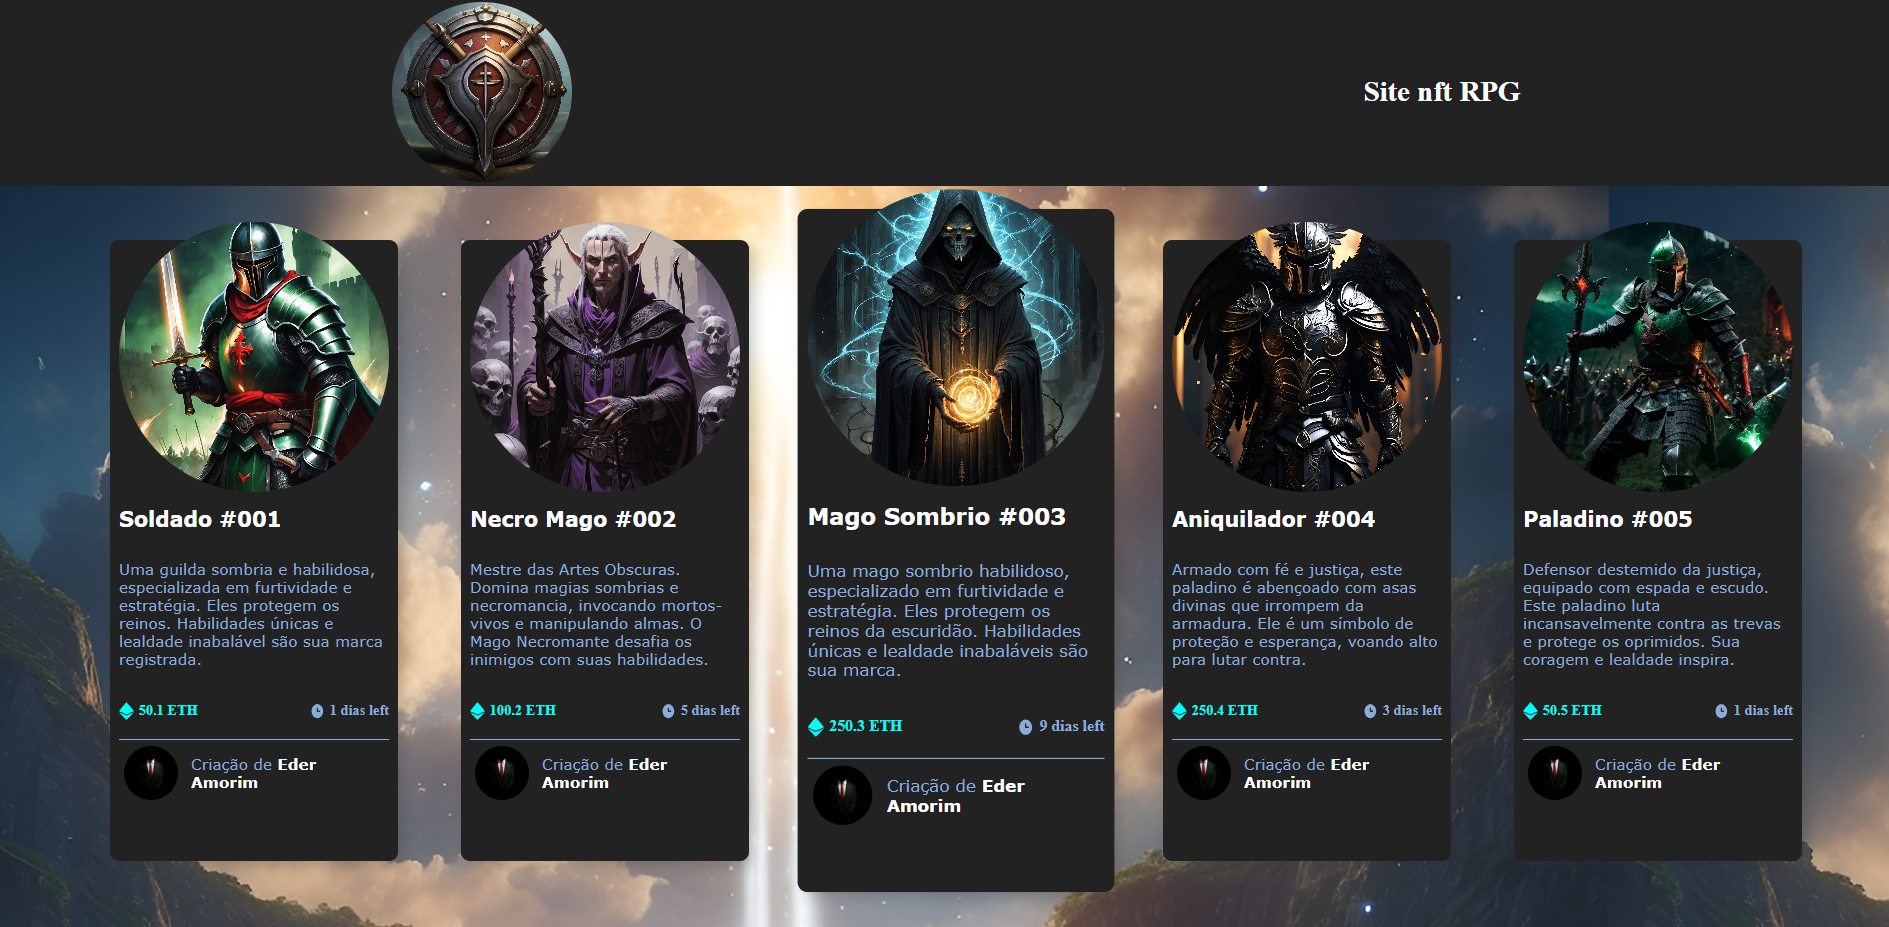 Site nft RPG
Soldado #001
Uma guilda sombria e habilidosa,
especializada em furtividade e
estratégia. Eles protegem os
reinos. Habilidades únicas e
lealdade inabalável são sua marca
registrada.
50.1 ETH
1 dias left
Criação de Eder
Amorim
Necro Mago #002
Mestre das Artes Obscuras.
Domina magias sombrias e
necromancia, invocando mortos-
vivos e manipulando almas. O
Mago Necromante desafia os
inimigos com suas habilidades.
100.2 ETH
5 dias left
Criação de Eder
Amorim
Mago Sombrio #003
Uma mago sombrio habilidoso,
especializado em furtividade e
estratégia. Eles protegem os
reinos da escuridão. Habilidades
únicas e lealdade inabaláveis são
sua marca.
250.3 ETH
9 dias left
Criação de Eder
Amorim
Aniquilador #004
Armado com fé e justiça, este
paladino é abençoado com asas
divinas que irrompem da
armadura. Ele é um símbolo de
proteção e esperança, voando alto
para lutar contra.
250.4 ETH
3 dias left
Criação de Eder
Amorim
Paladino #005
Defensor destemido da justiça,
equipado com espada e escudo.
Este paladino luta
incansavelmente contra as trevas
e protege os oprimidos. Sua
coragem e lealdade inspira.
50.5 ETH
1 dias left
Criação de Eder
Amorim